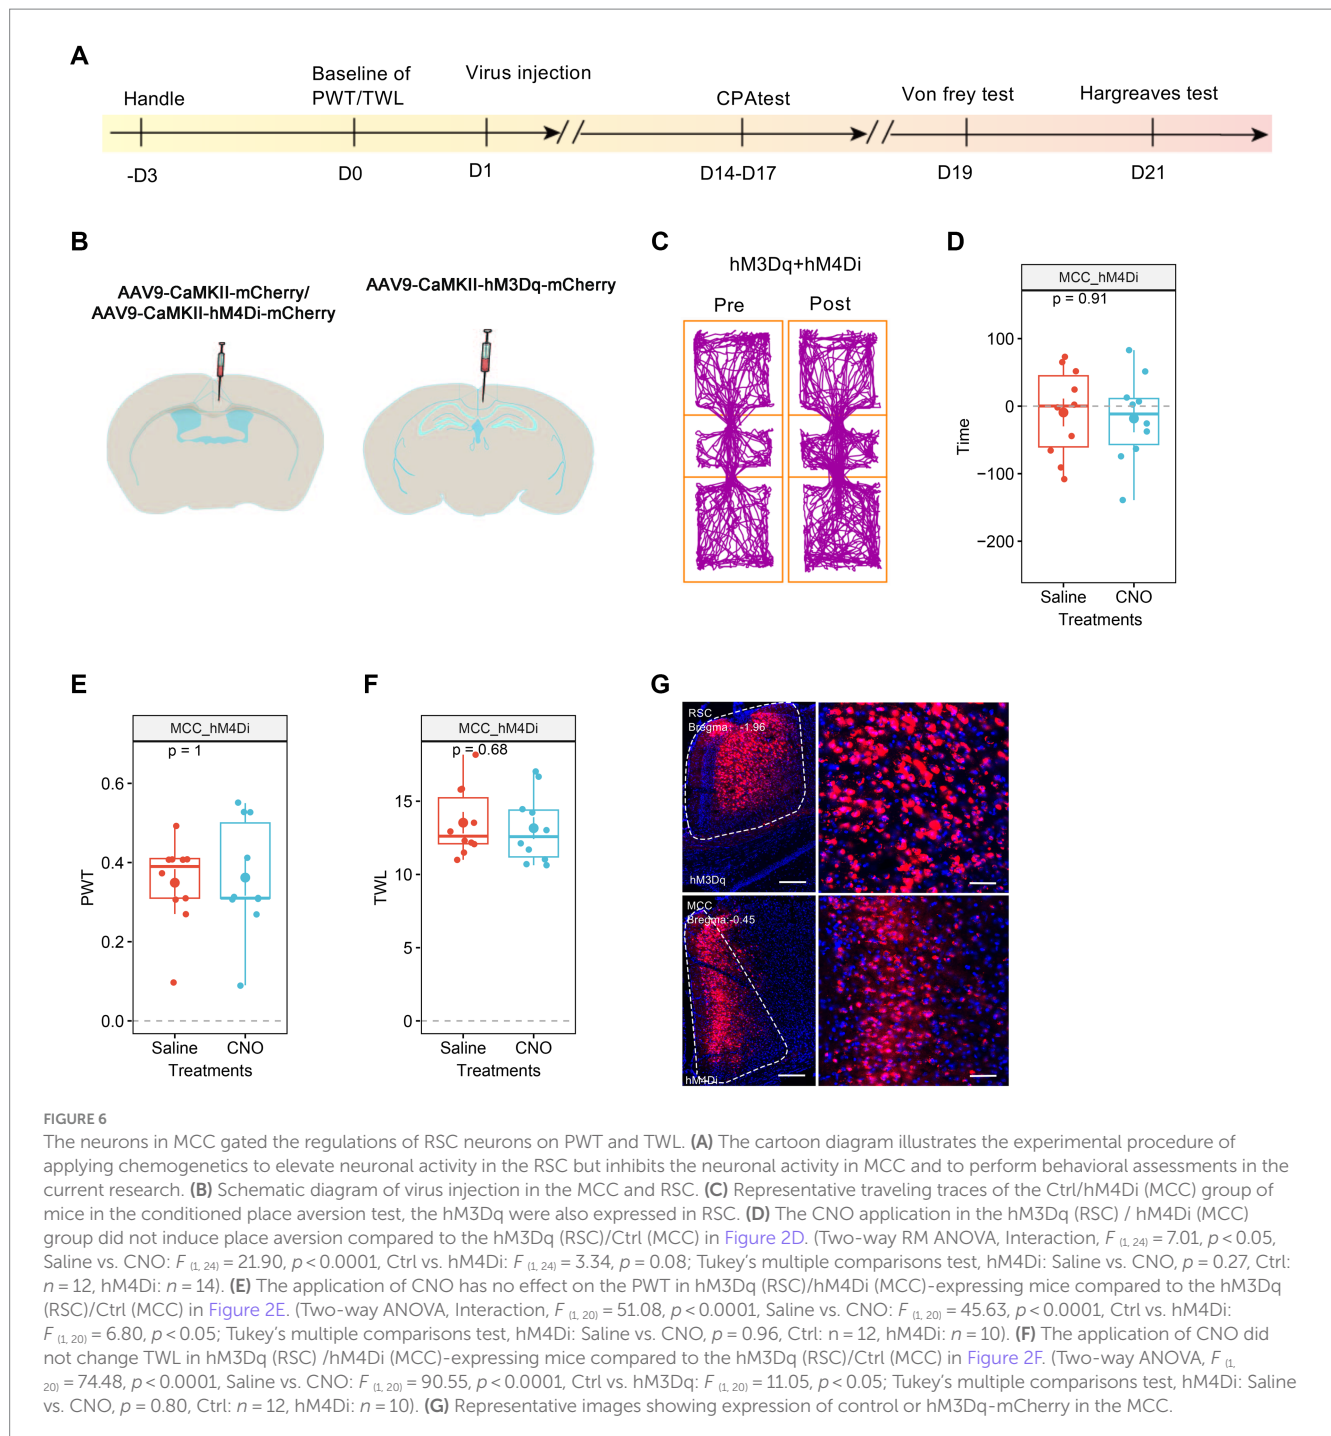 A
Handle
Baseline of
PWT/TWL
Virus injection
CPAtest
Von frey test
Hargreaves test
-D3
D0
D1
D14-D17
D19
D21
B
AAV9-CaMKII-mCherry/
AAV9-CaMKII-hM4Di-mCherry
AAV9-CaMKII-hM3Dq-mCherry
C
hM3Dq+hM4Di
Pre
Post
D
MCC_hM4Di
p = 0.91
100
0
−100
−200
Time
Saline
CNO
Treatments
E
MCC_hM4Di
p = 1
0.6
0.4
0.2
0.0
PWT
Saline
CNO
Treatments
F
MCC_hM4Di
p = 0.68
15
10
5
0
TWL
Saline
CNO
Treatments
G
RSC
Bregma: -1.96
hM3Dq
MCC
Bregma:-0.45
hM4Di
FIGURE 6
The neurons in MCC gated the regulations of RSC neurons on PWT and TWL. (A) The cartoon diagram illustrates the experimental procedure of
applying chemogenetics to elevate neuronal activity in the RSC but inhibits the neuronal activity in MCC and to perform behavioral assessments in the
current research. (B) Schematic diagram of virus injection in the MCC and RSC. (C) Representative traveling traces of the Ctrl/hM4Di (MCC) group of
mice in the conditioned place aversion test, the hM3Dq were also expressed in RSC. (D) The CNO application in the hM3Dq (RSC) / hM4Di (MCC)
group did not induce place aversion compared to the hM3Dq (RSC)/Ctrl (MCC) in Figure 2D. (Two-way RM ANOVA, Interaction, F (1, 24) = 7.01, p < 0.05,
Saline vs. CNO: F (1, 24) = 21.90, p < 0.0001, Ctrl vs. hM4Di: F (1, 24) = 3.34, p = 0.08; Tukey's multiple comparisons test, hM4Di: Saline vs. CNO, p = 0.27, Ctrl:
n = 12, hM4Di: n = 14). (E) The application of CNO has no effect on the PWT in hM3Dq (RSC)/hM4Di (MCC)-expressing mice compared to the hM3Dq
(RSC)/Ctrl (MCC) in Figure 2E. (Two-way ANOVA, Interaction, F (1, 20) = 51.08, p < 0.0001, Saline vs. CNO: F (1, 20) = 45.63, p < 0.0001, Ctrl vs. hM4Di:
F (1, 20) = 6.80, p < 0.05; Tukey's multiple comparisons test, hM4Di: Saline vs. CNO, p = 0.96, Ctrl: n = 12, hM4Di: n = 10). (F) The application of CNO did
not change TWL in hM3Dq (RSC) /hM4Di (MCC)-expressing mice compared to the hM3Dq (RSC)/Ctrl (MCC) in Figure 2F. (Two-way ANOVA, F (1,
20) = 74.48, p < 0.0001, Saline vs. CNO: F (1, 20) = 90.55, p < 0.0001, Ctrl vs. hM3Dq: F (1, 20) = 11.05, p < 0.05; Tukey's multiple comparisons test, hM4Di: Saline
vs. CNO, p = 0.80, Ctrl: n = 12, hM4Di: n = 10). (G) Representative images showing expression of control or hM3Dq-mCherry in the MCC.